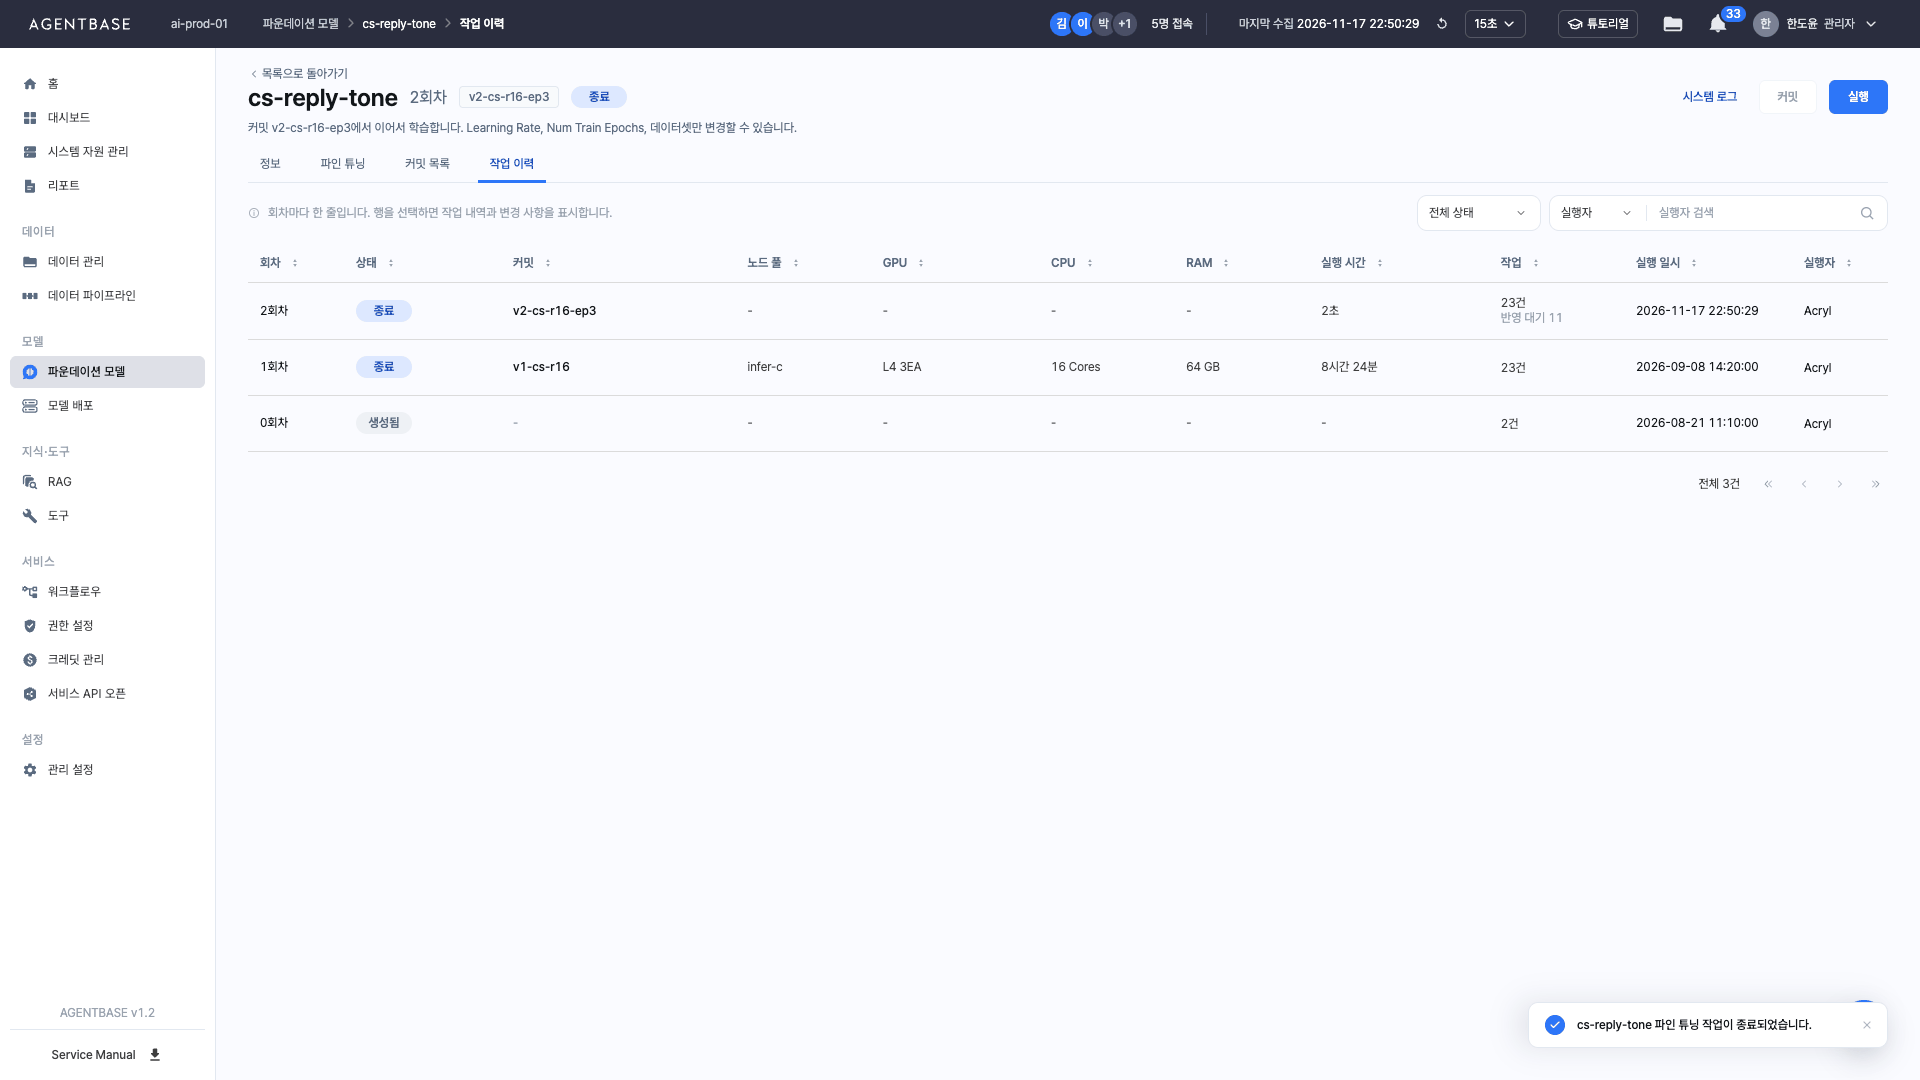 AGENTBASE
ai-prod-01
파운데이션 모델
cs-reply-tone
작업 이력
김
이
박
+1
5명 접속
마지막 수집 2026-11-17 22:50:29
15초
튜토리얼
33
한
한도윤 관리자
홈
대시보드
시스템 자원 관리
리포트
데이터
데이터 관리
데이터 파이프라인
모델
파운데이션 모델
모델 배포
지식·도구
RAG
도구
서비스
워크플로우
권한 설정
크레딧 관리
서비스 API 오픈
설정
관리 설정
AGENTBASE v1.2
Service Manual
목록으로 돌아가기
cs-reply-tone 2회차 v2-cs-r16-ep3 종료
시스템 로그
커밋
실행
커밋 v2-cs-r16-ep3에서 이어서 학습합니다. Learning Rate, Num Train Epochs, 데이터셋만 변경할 수 있습니다.
정보
파인 튜닝
커밋 목록
작업 이력
회차마다 한 줄입니다. 행을 선택하면 작업 내역과 변경 사항을 표시합니다.
전체 상태
실행자
실행자 검색
회차 상태 커밋 노드 풀 GPU CPU RAM 실행 시간 작업 실행 일시 실행자
2회차 종료 v2-cs-r16-ep3 - - - - 2초 23건 2026-11-17 22:50:29 Acryl
반영 대기 11
1회차 종료 v1-cs-r16 infer-c L4 3EA 16 Cores 64 GB 8시간 24분 23건 2026-09-08 14:20:00 Acryl
0회차 생성됨 - - - - - - 2건 2026-08-21 11:10:00 Acryl
전체 3건
cs-reply-tone 파인 튜닝 작업이 종료되었습니다.